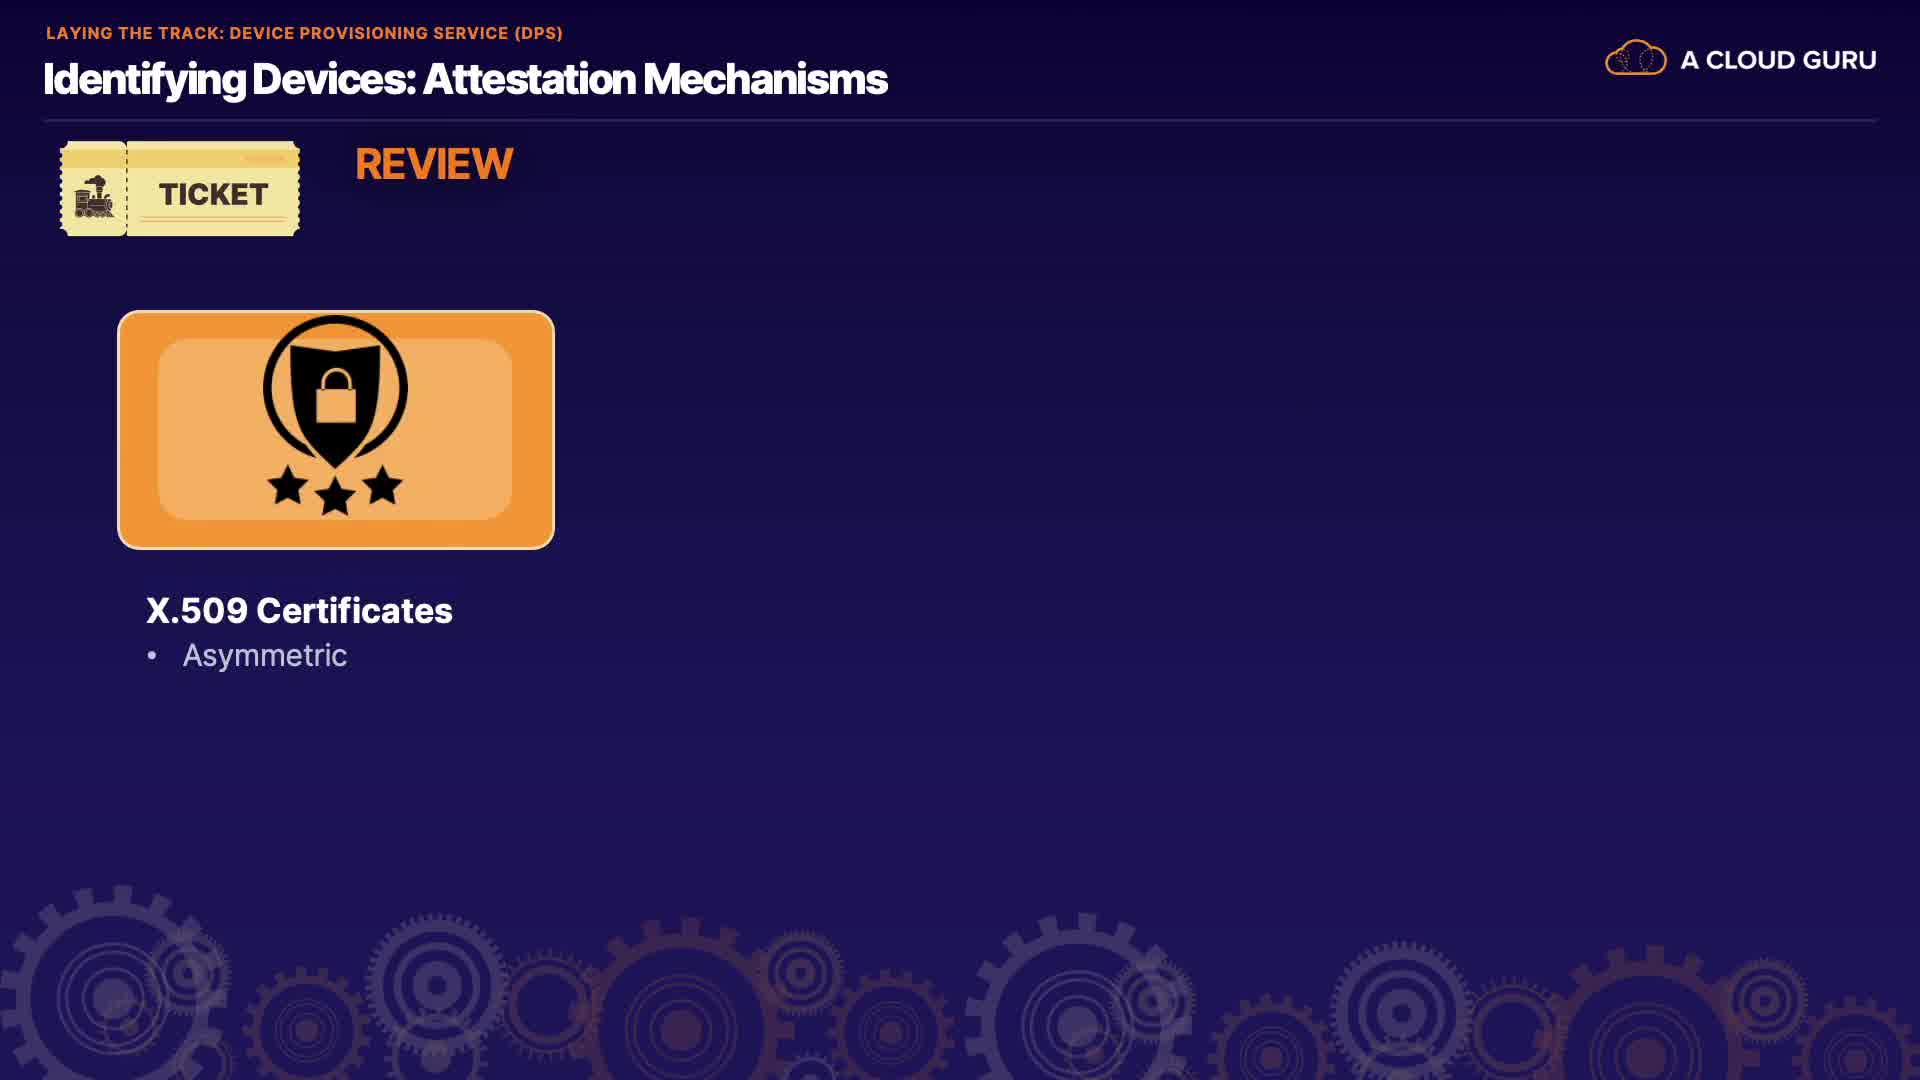 LAYING THE TRACK: DEVICE PROVISIONING SERVICE (DPS)
Identifying Devices: Attestation Mechanisms
A CLOUD GURU
TICKET
REVIEW
X.509 Certificates
• Asymmetric